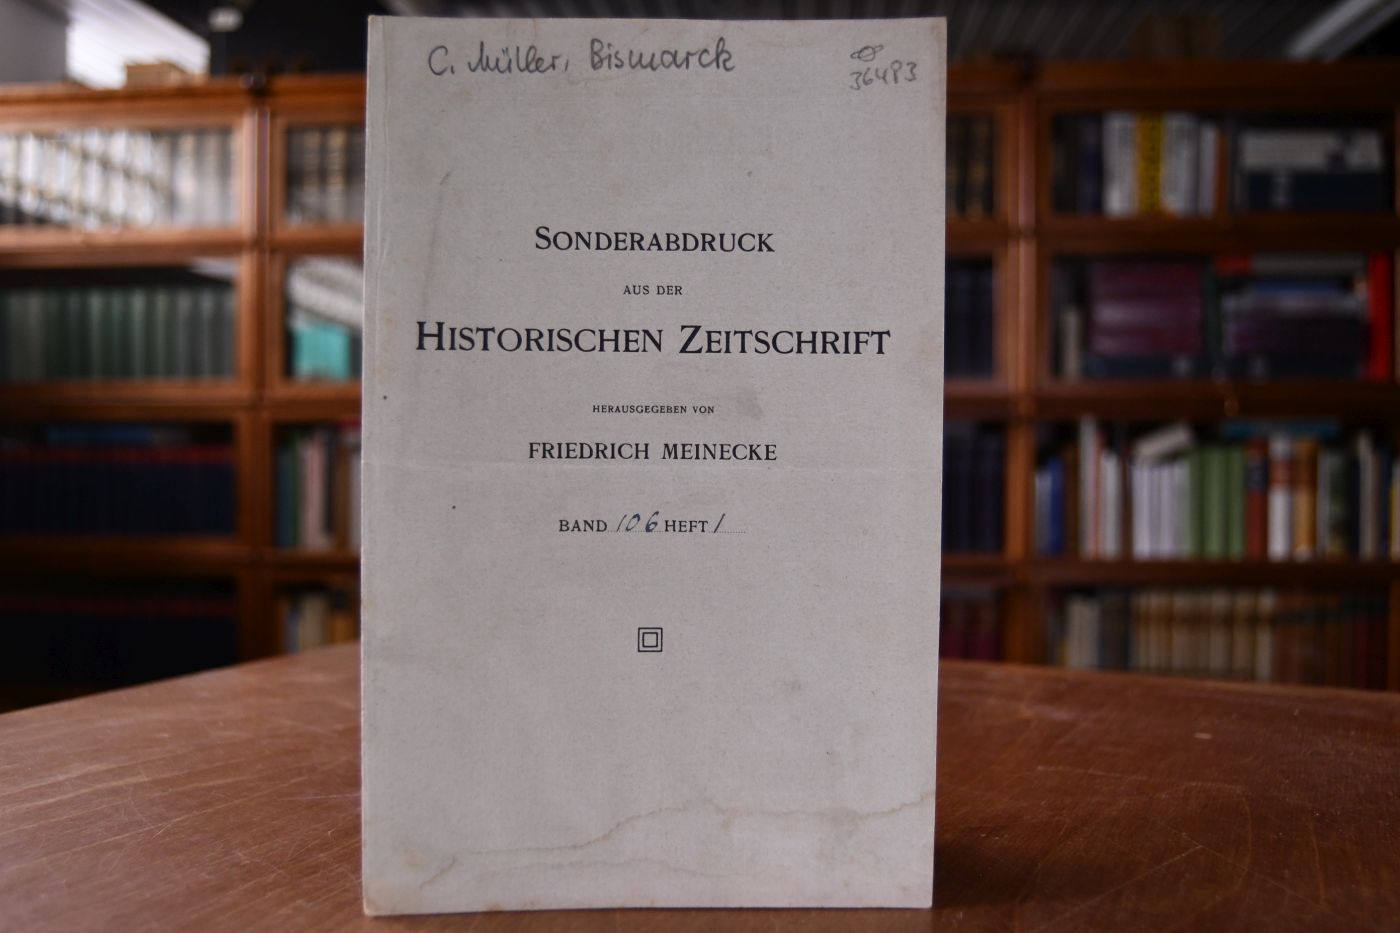 C. Müller, Bismarck
36483
SONDERABDRUCK
AUS DER
HISTORISCHEN ZEITSCHRIFT
HERAUSGEGEBEN VON
FRIEDRICH MEINECKE
BAND 106 HEFT 1